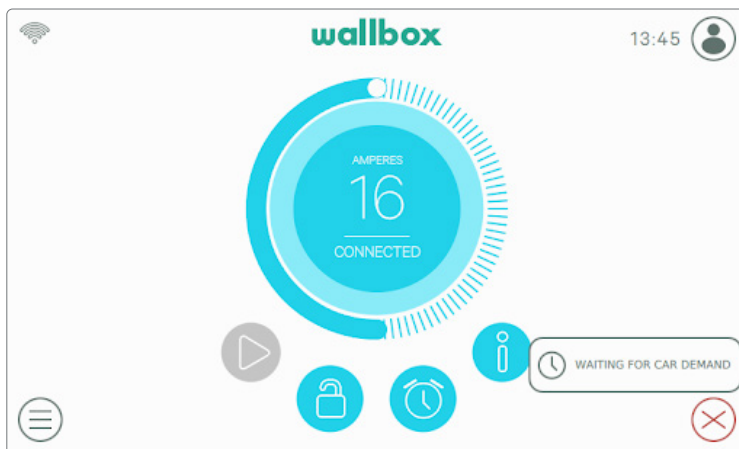 wallbox
13:45
AMPERES
16
CONNECTED
WAITING FOR CAR DEMAND